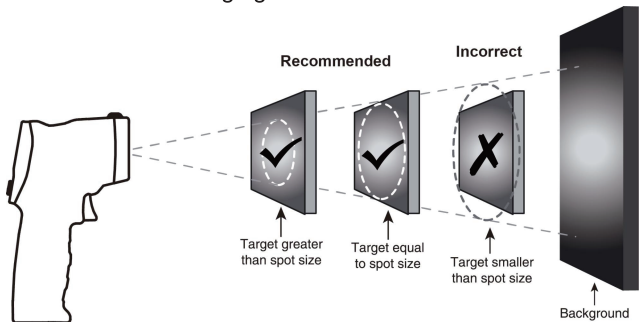 Recommended
Incorrect
Target greater
than spot size
Target equal
to spot size
Target smaller
than spot size
Background